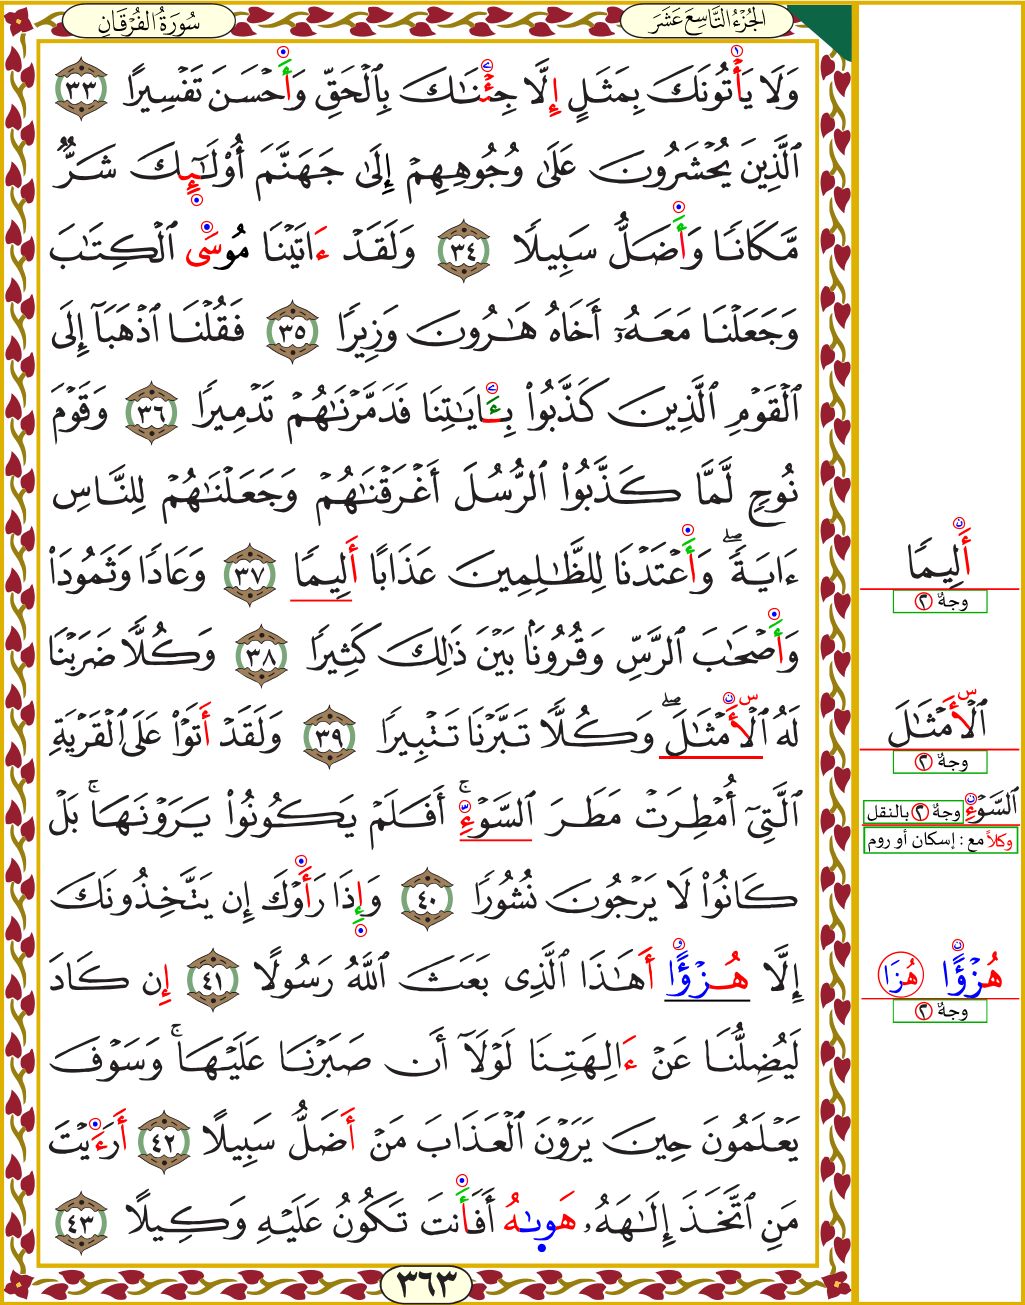 سُورَةُ الفُرْقَانِ
الجُزْءُ التَّاسِعَ عَشَرَ
وَلَا يَأْتُونَكَ بِمَثَلٍ إِلَّا جِئْنَٰكَ بِٱلْحَقِّ وَأَحْسَنَ تَفْسِيرًا ٣٣
ٱلَّذِينَ يُحْشَرُونَ عَلَىٰ وُجُوهِهِمْ إِلَىٰ جَهَنَّمَ أُوْلَٰٓئِكَ شَرٌّ
مَّكَانًا وَأَضَلُّ سَبِيلًا ٣٤ وَلَقَدْ ءَاتَيْنَا مُوسَى ٱلْكِتَٰبَ
وَجَعَلْنَا مَعَهُۥٓ أَخَاهُ هَٰرُونَ وَزِيرًا ٣٥ فَقُلْنَا ٱذْهَبَآ إِلَى
ٱلْقَوْمِ ٱلَّذِينَ كَذَّبُواْ بِـَٔايَٰتِنَا فَدَمَّرْنَٰهُمْ تَدْمِيرًا ٣٦ وَقَوْمَ
نُوحٍ لَّمَّا كَذَّبُواْ ٱلرُّسُلَ أَغْرَقْنَٰهُمْ وَجَعَلْنَٰهُمْ لِلنَّاسِ
ءَايَةً ۖ وَأَعْتَدْنَا لِلظَّٰلِمِينَ عَذَابًا أَلِيمًا ٣٧ وَعَادًا وَثَمُودَا۟
وَأَصْحَٰبَ ٱلرَّسِّ وَقُرُونًۢا بَيْنَ ذَٰلِكَ كَثِيرًا ٣٨ وَكُلًّا ضَرَبْنَا
لَهُ ٱلْأَمْثَٰلَ ۖ وَكُلًّا تَبَّرْنَا تَتْبِيرًا ٣٩ وَلَقَدْ أَتَوْاْ عَلَى ٱلْقَرْيَةِ
ٱلَّتِيٓ أُمْطِرَتْ مَطَرَ ٱلسَّوْءِ ۚ أَفَلَمْ يَكُونُواْ يَرَوْنَهَا ۚ بَلْ
كَانُواْ لَا يَرْجُونَ نُشُورًا ٤٠ وَإِذَا رَأَوْكَ إِن يَتَّخِذُونَكَ
إِلَّا هُزُؤًا أَهَٰذَا ٱلَّذِى بَعَثَ ٱللَّهُ رَسُولًا ٤١ إِن كَادَ
لَيُضِلُّنَا عَنْ ءَالِهَتِنَا لَوْلَآ أَن صَبَرْنَا عَلَيْهَا ۚ وَسَوْفَ
يَعْلَمُونَ حِينَ يَرَوْنَ ٱلْعَذَابَ مَنْ أَضَلُّ سَبِيلًا ٤٢ أَرَءَيْتَ
مَنِ ٱتَّخَذَ إِلَٰهَهُۥ هَوَىٰهُ أَفَأَنتَ تَكُونُ عَلَيْهِ وَكِيلًا ٤٣
٣٦٣
أَلِيمًا
وجهٌ ٢
ٱلْأَمْثَٰلَ
وجهٌ ٢
ٱلسَّوْءِ وجهٌ ٢ بالنقل
وكلاً مع : إسكان أو روم
هُزُؤًا هُزَا
وجهٌ ٢